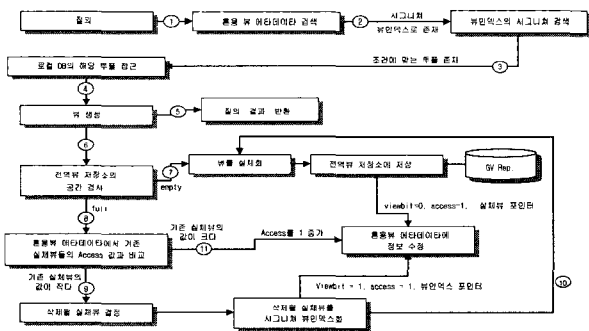 질의
①
혼용 뷰 메타데이타 검색
②
시그니쳐
뷰인덱스로 존재
뷰인덱스의 시그니쳐 검색
조건에 맞는 투플 존재
③
로컬 DB의 해당 투플 접근
④
뷰 생성
⑤
질의 결과 반환
⑥
전역뷰 저장소의
공간 검사
⑦
empty
뷰를 실체화
전역뷰 저장소에 저장
GV Rep.
full
⑧
viewbit=0, access=1, 실체뷰 포인터
혼용뷰 메타데이타에서 기존
실체뷰들의 Access 값과 비교
기존 실체뷰의
값이 크다
⑪
Access를 1 증가
혼용뷰 메타데이타에
정보 수정
⑩
기존 실체뷰의
값이 작다
⑨
Viewbit = 1, access = 1, 뷰인덱스 포인터
삭제될 실체뷰 결정
삭제될 실체뷰를
시그니쳐 뷰인덱스화